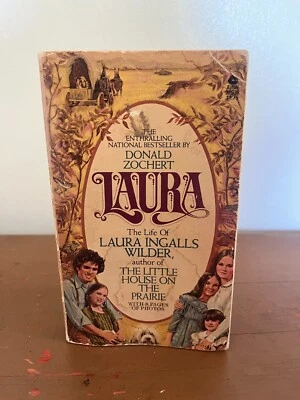 THE
ENTHRALLING
NATIONAL BESTSELLER BY
DONALD
ZOCHERT
LAURA
The Life Of
LAURA INGALLS
WILDER,
author of
THE LITTLE
HOUSE ON
THE
PRAIRIE
WITH 8 PAGES
OF PHOTOS